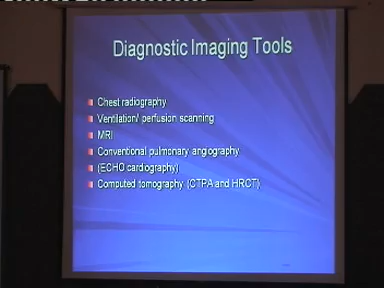 Diagnostic Imaging Tools
Chest radiography
Ventilation/ perfusion scanning
MRI
Conventional pulmonary angiography
(ECHO cardiography)
Computed tomography (CTPA and HRCT)